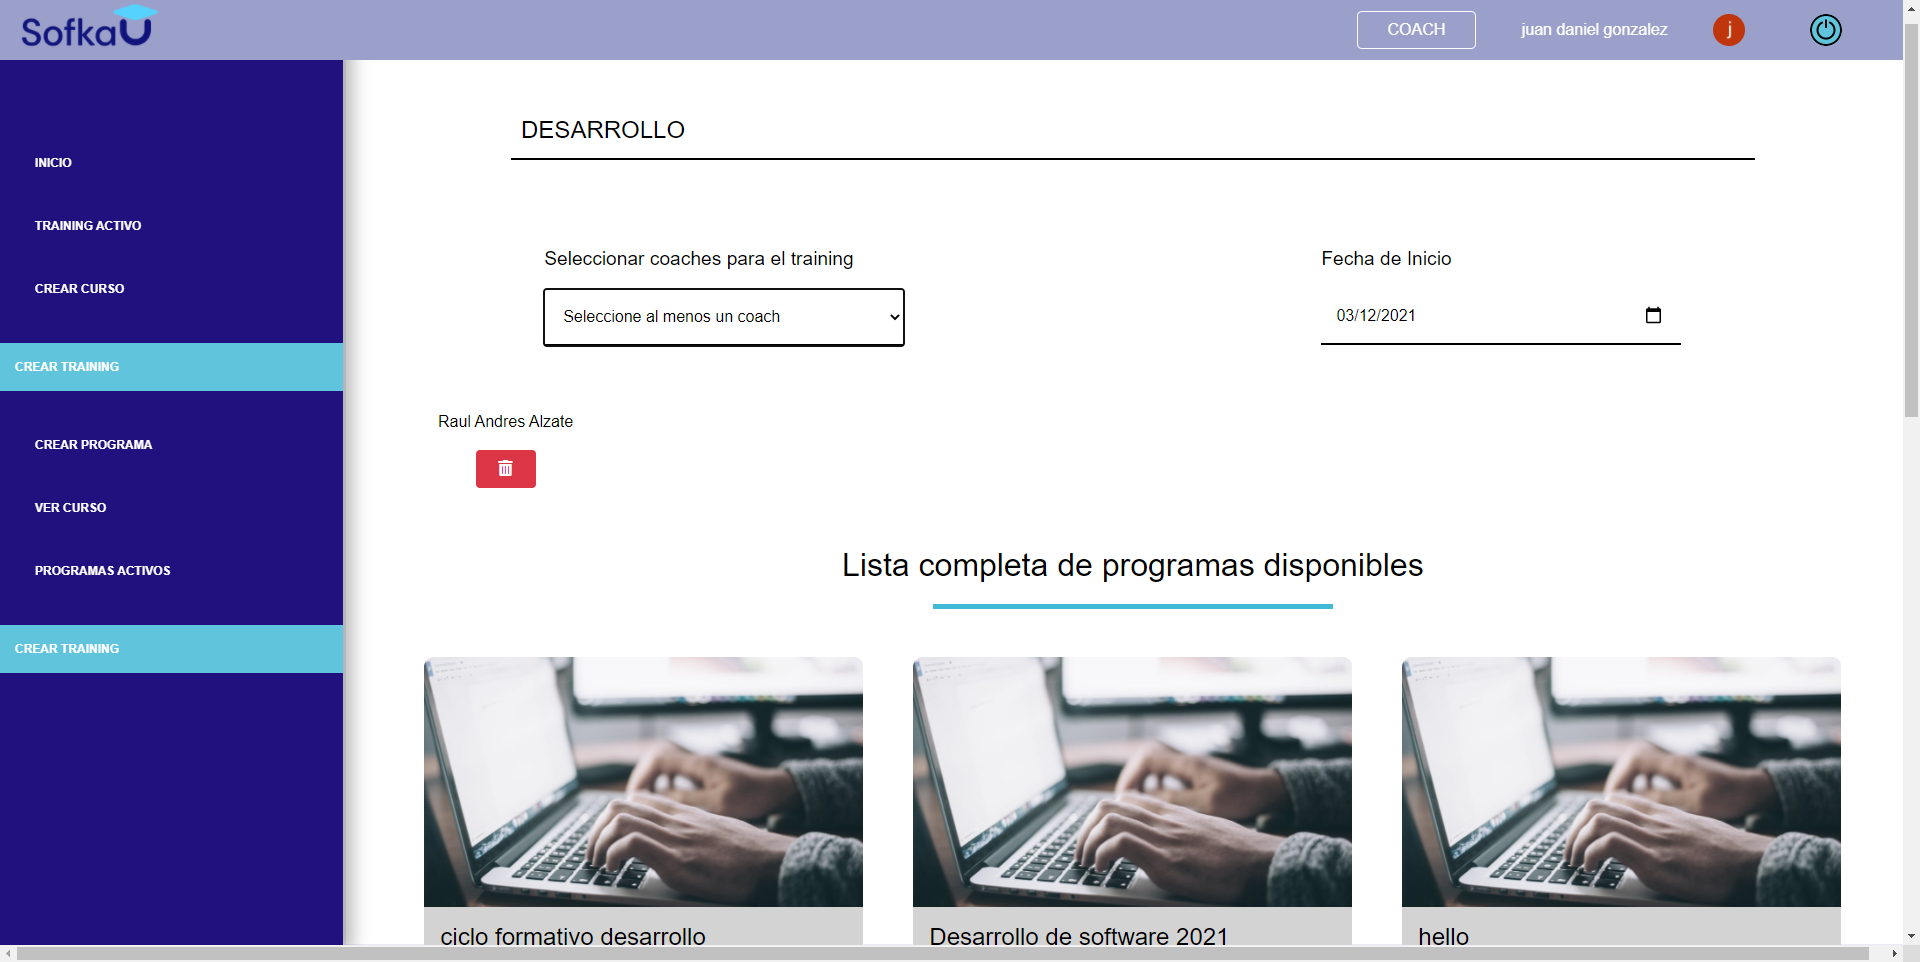 SofkaU
COACH
juan daniel gonzalez
j
INICIO
TRAINING ACTIVO
CREAR CURSO
CREAR TRAINING
CREAR PROGRAMA
VER CURSO
PROGRAMAS ACTIVOS
CREAR TRAINING
DESARROLLO
Seleccionar coaches para el training
Seleccione al menos un coach
Fecha de Inicio
03/12/2021
Raul Andres Alzate
Lista completa de programas disponibles
ciclo formativo desarrollo
Desarrollo de software 2021
hello